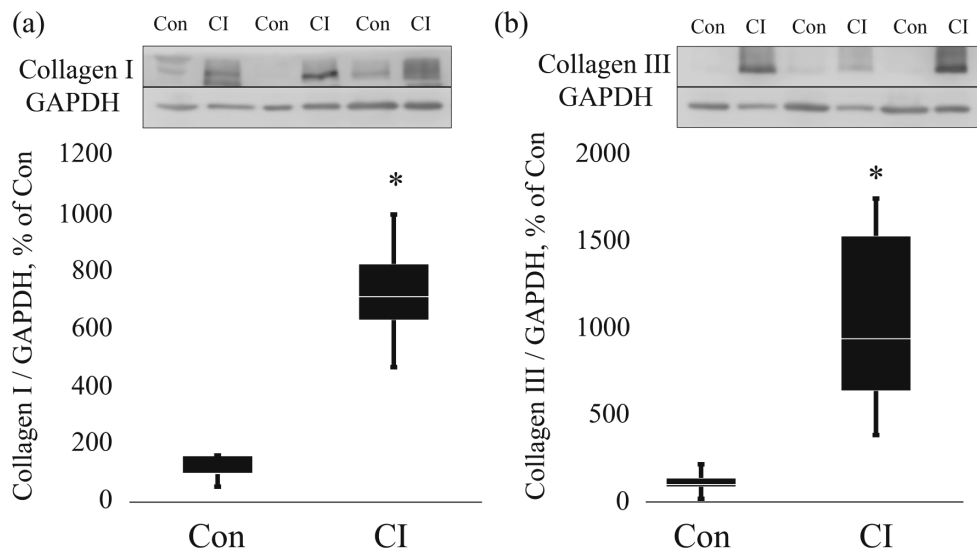 (a)
Con CI Con CI Con CI
Collagen I
GAPDH
Collagen I / GAPDH, % of Con
1200
1000
800
600
400
200
0
*
Con CI
(b)
Con CI Con CI Con CI
Collagen III
GAPDH
Collagen III / GAPDH, % of Con
2000
1500
1000
500
0
*
Con CI